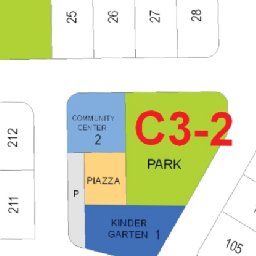 25
26
27
28
COMMUNITY
CENTER
2
C3-2
PARK
212
PIAZZA
P
211
KINDER
GARTEN 1
105